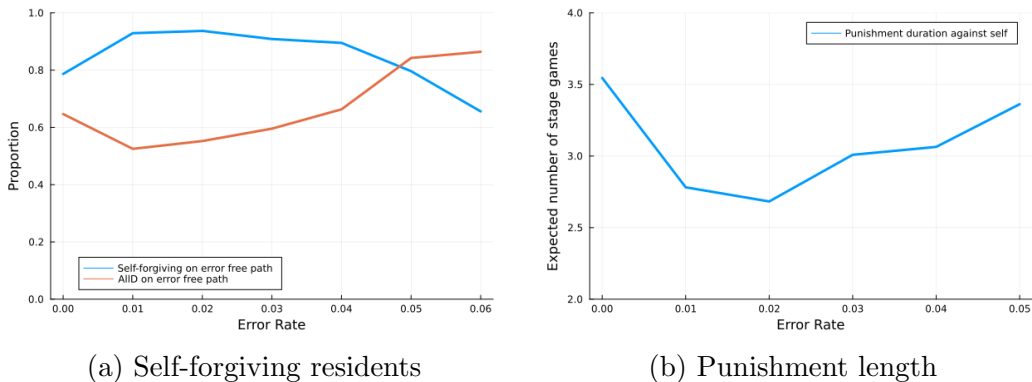 1.0
0.8
0.6
0.4
0.2
0.0
Proportion
Self-forgiving on error free path
AllD on error free path
0.00 0.01 0.02 0.03 0.04 0.05 0.06
Error Rate
(a) Self-forgiving residents
4.0
3.5
3.0
2.5
2.0
Expected number of stage games
Punishment duration against self
0.00 0.01 0.02 0.03 0.04 0.05
Error Rate
(b) Punishment length